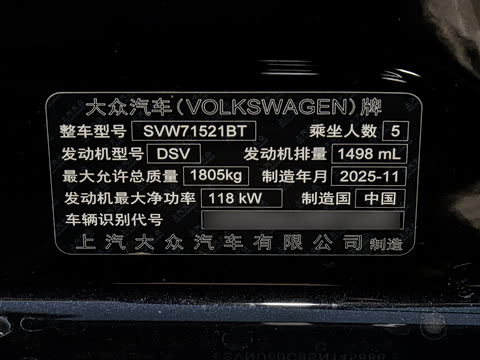 大众汽车(VOLKSWAGEN)牌
整车型号 SVW71521BT 乘坐人数 5
发动机型号 DSV 发动机排量 1498 mL
最大允许总质量 1805kg 制造年月 2025-11
发动机最大净功率 118 kW 制造国 中国
车辆识别代号
上汽大众汽车有限公司 制造